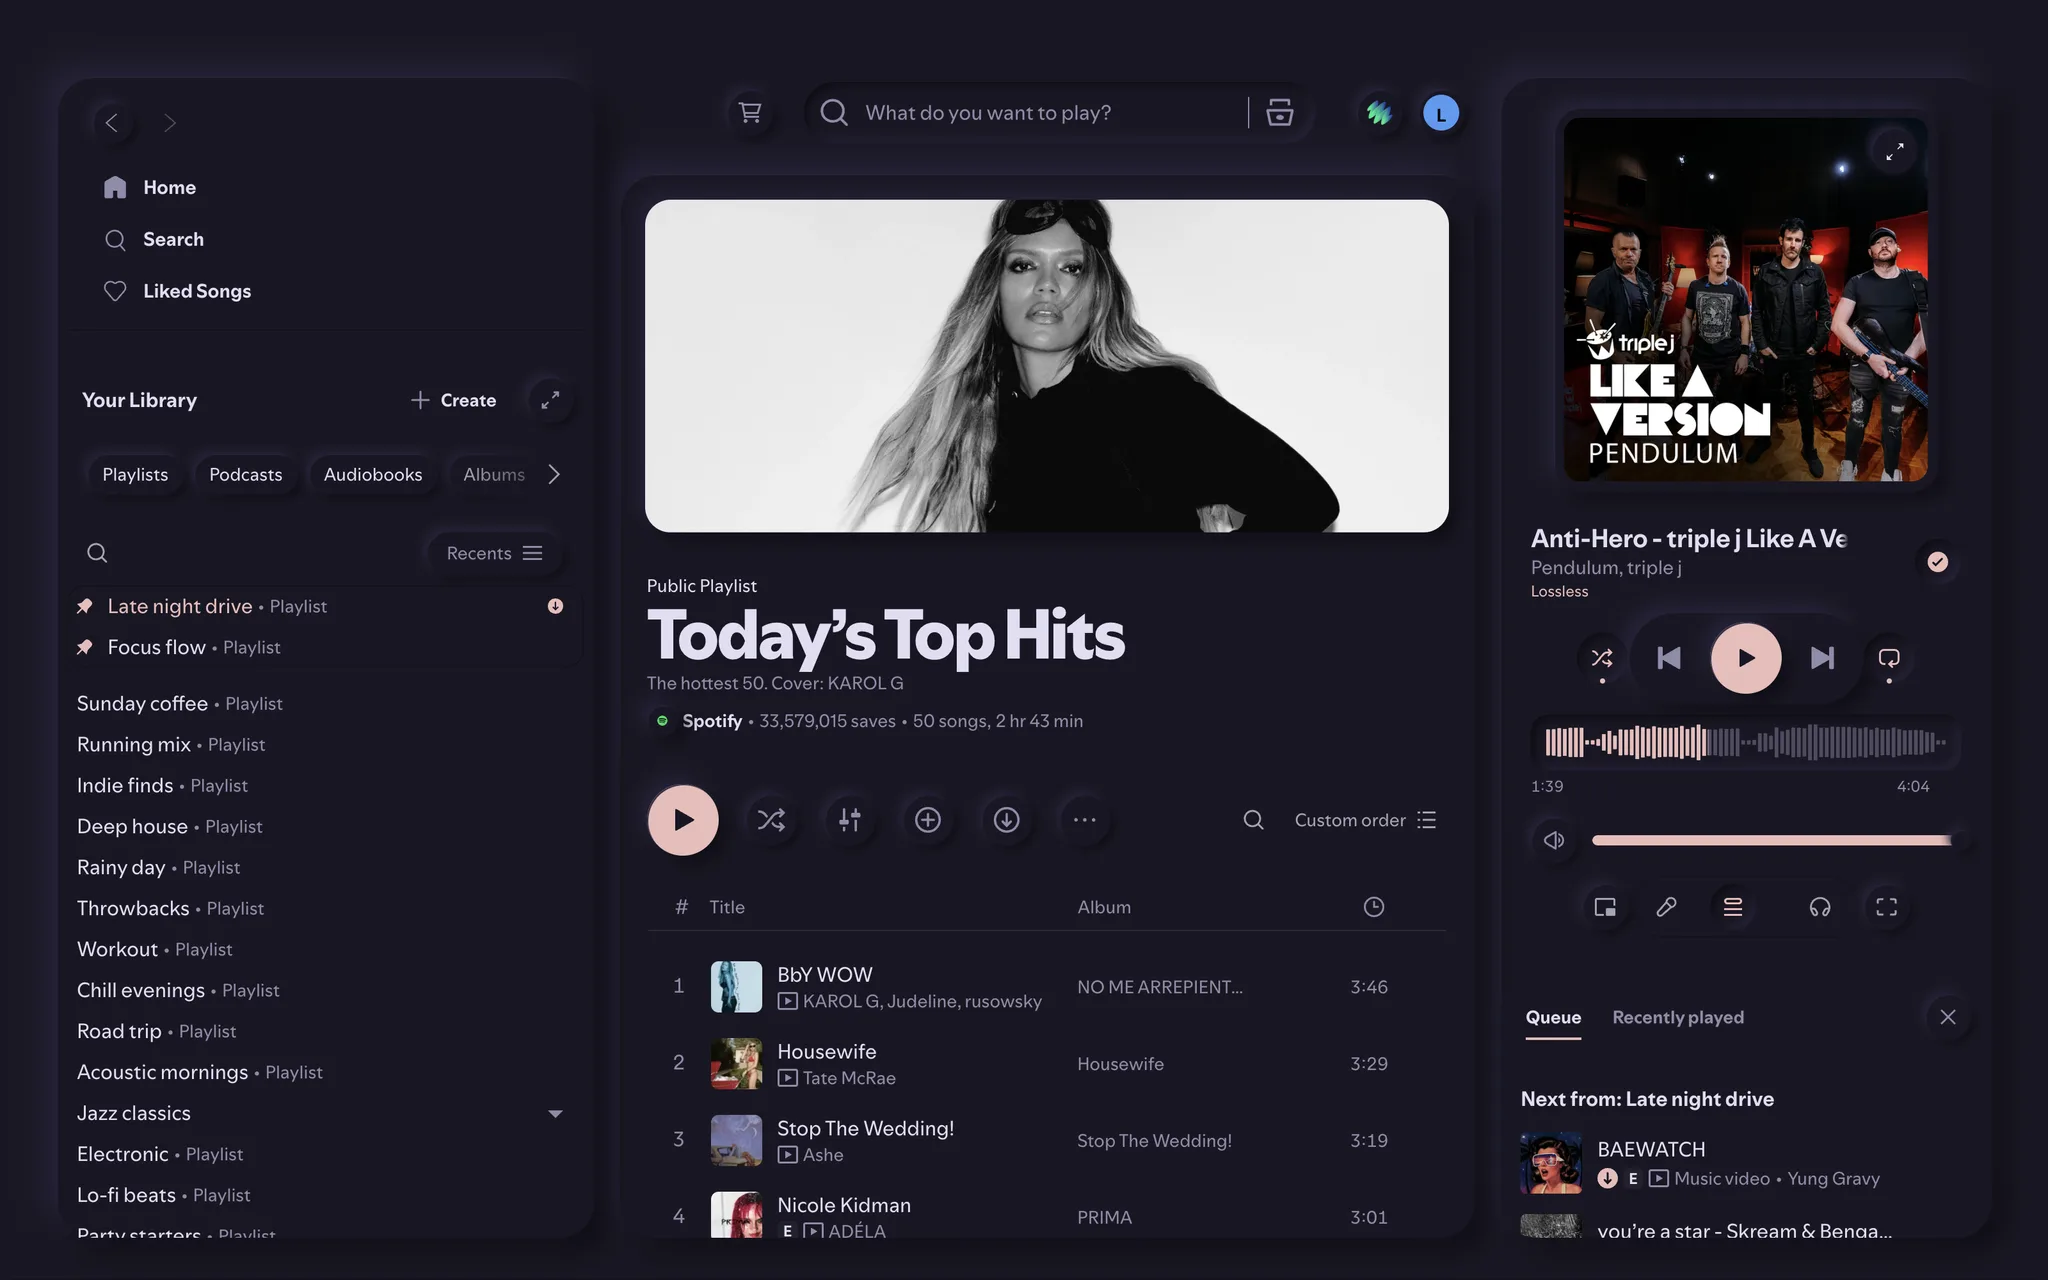 Home
Search
Liked Songs
Your Library
Create
Playlists
Podcasts
Audiobooks
Albums
Recents
Late night drive • Playlist
Focus flow • Playlist
Sunday coffee • Playlist
Running mix • Playlist
Indie finds • Playlist
Deep house • Playlist
Rainy day • Playlist
Throwbacks • Playlist
Workout • Playlist
Chill evenings • Playlist
Road trip • Playlist
Acoustic mornings • Playlist
Jazz classics
Electronic • Playlist
Lo-fi beats • Playlist
Party starters • Playlist
What do you want to play?
L
Public Playlist
Today’s Top Hits
The hottest 50. Cover: KAROL G
Spotify • 33,579,015 saves • 50 songs, 2 hr 43 min
Custom order
# Title Album
1 BbY WOW NO ME ARREPIENT... 3:46
KAROL G, Judeline, rusowsky
2 Housewife Housewife 3:29
Tate McRae
3 Stop The Wedding! Stop The Wedding! 3:19
Ashe
4 Nicole Kidman PRIMA 3:01
E ADÉLA
triple j
LIKE A
VERSION
PENDULUM
Anti-Hero - triple j Like A Ve
Pendulum, triple j
Lossless
1:39 4:04
Queue
Recently played
Next from: Late night drive
BAEWATCH
E Music video • Yung Gravy
you’re a star - Skream & Benga...